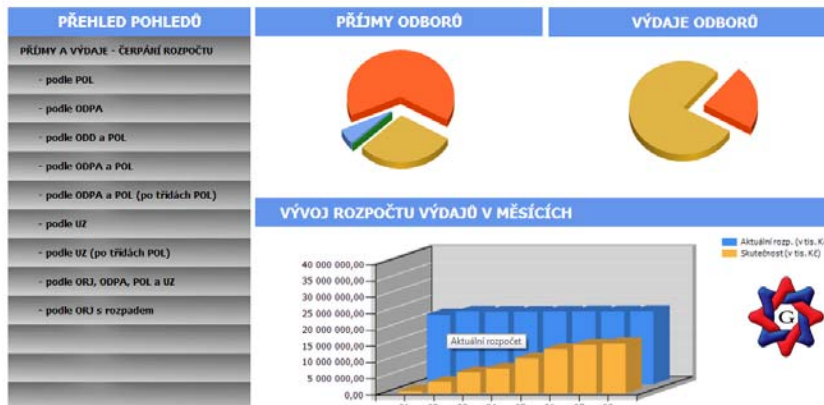 PŘEHLED POHLEDŮ
PŘÍJMY A VÝDAJE - ČERPÁNÍ ROZPOČTU
- podle POL
- podle ODPA
- podle ODD a POL
- podle ODPA a POL
- podle ODPA a POL (po třídách POL)
- podle UZ
- podle UZ (po třídách POL)
- podle ORJ, ODPA, POL a UZ
- podle ORJ s rozpadem
PŘÍJMY ODBORŮ
VÝDAJE ODBORŮ
VÝVOJ ROZPOČTU VÝDAJŮ V MĚSÍCÍCH
Aktuální rozp. (v tis. K
Skutečnost (v tis. Kč)
40 000 000,00
35 000 000,00
30 000 000,00
25 000 000,00
20 000 000,00
15 000 000,00
10 000 000,00
5 000 000,00
0,00
Aktuální rozpočet
G